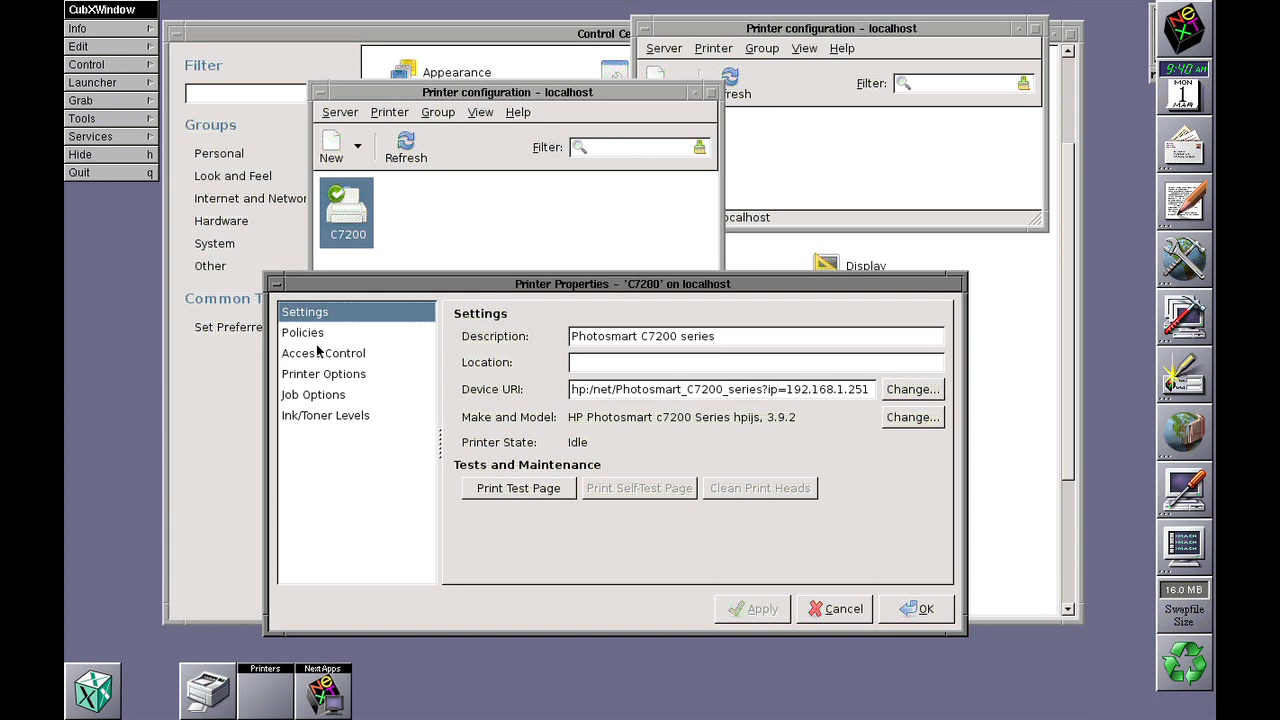 CubXWindow
Info
Edit
Control
Launcher
Grab
Tools
Services
Hide h
Quit q
Control Ce
Filter
Groups
Personal
Look and Feel
Internet and Networ
Hardware
System
Other
Common T
Set Preferre
Appearance
Display
Printer configuration - localhost
Server Printer Group View Help
fresh
Filter:
ocalhost
Printer configuration - localhost
Server Printer Group View Help
New
Refresh
Filter:
C7200
Printer Properties - 'C7200' on localhost
Settings
Policies
Access Control
Printer Options
Job Options
Ink/Toner Levels
Settings
Description: Photosmart C7200 series
Location:
Device URI: hp:/net/Photosmart_C7200_series?ip=192.168.1.251 Change...
Make and Model: HP Photosmart c7200 Series hpijs, 3.9.2 Change...
Printer State: Idle
Tests and Maintenance
Print Test Page Print Self-Test Page Clean Print Heads
Apply Cancel OK
NeXT
9:40 AM
MON
1
MAR
MACH
MACH
MACH
16.0 MB
Swapfile
Size
X
Printers
NextApps
NeXT